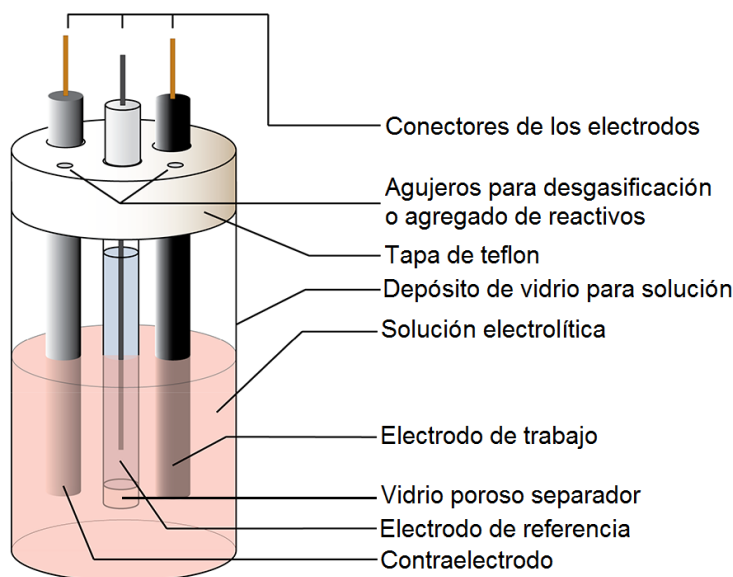 Conectores de los electrodos
Agujeros para desgasificación
o agregado de reactivos
Tapa de teflon
Depósito de vidrio para solución
Solución electrolítica
Electrodo de trabajo
Vidrio poroso separador
Electrodo de referencia
Contraelectrodo